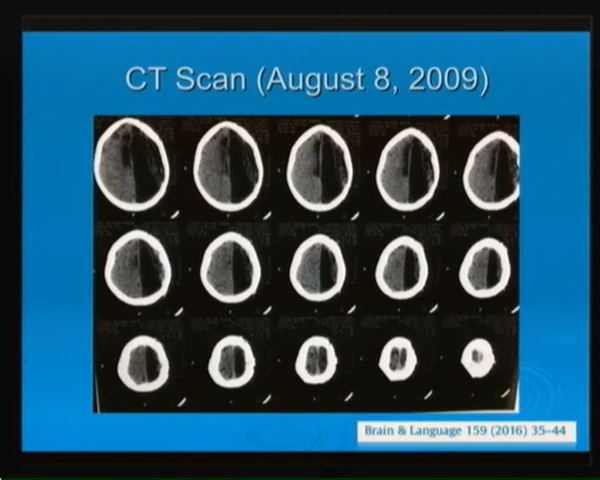 CT Scan (August 8, 2009)
Brain & Language 159 (2016) 35–44